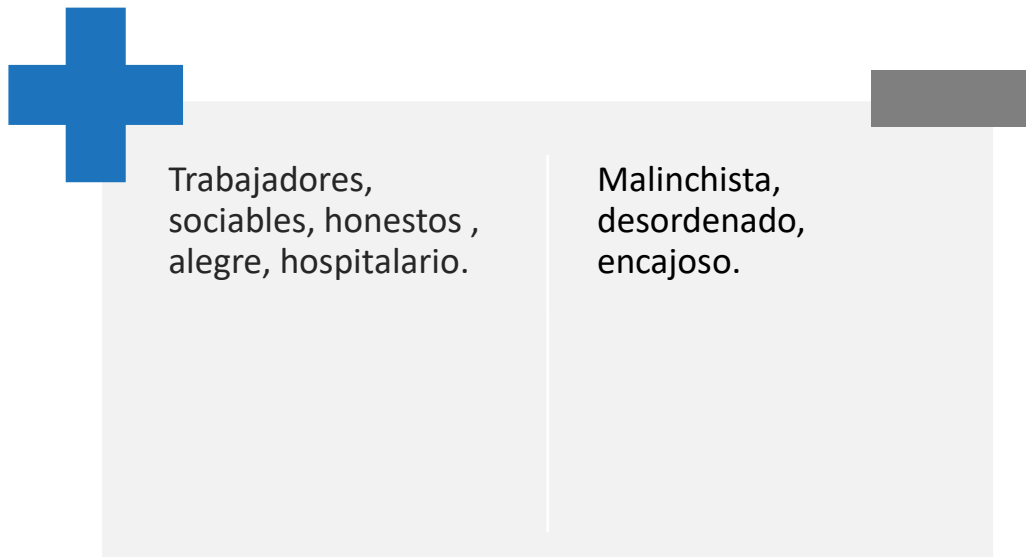 Trabajadores,
sociables, honestos ,
alegre, hospitalario.
Malinchista,
desordenado,
encajoso.